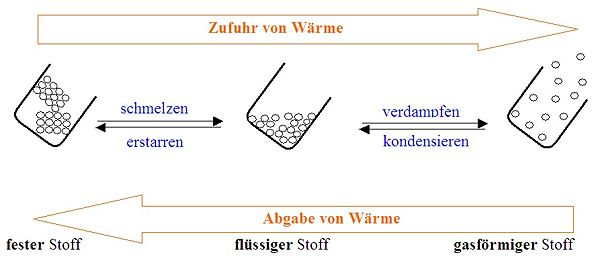 Zufuhr von Wärme
schmelzen
verdampfen
erstarren
kondensieren
Abgabe von Wärme
fester Stoff
flüssiger Stoff
gasförmiger Stoff